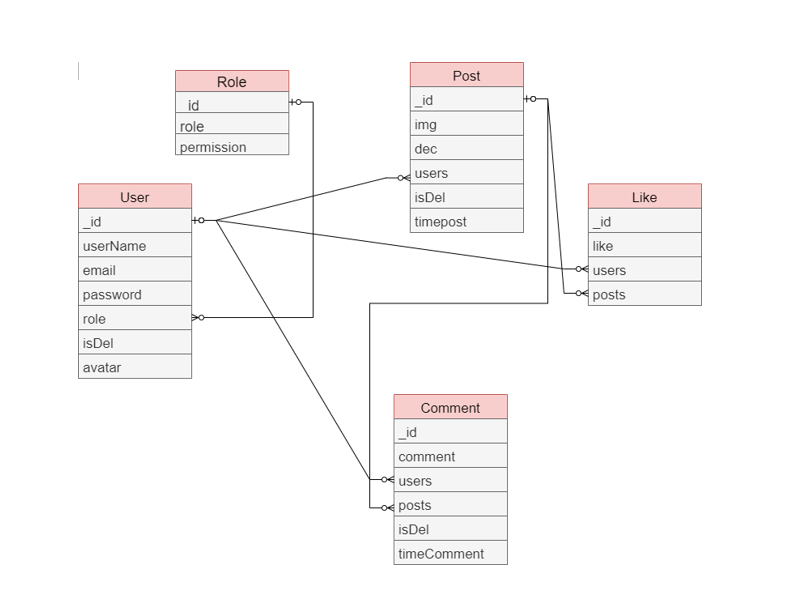 Role
_id
role
permission
Post
_id
img
dec
users
isDel
timepost
User
_id
userName
email
password
role
isDel
avatar
Like
_id
like
users
posts
Comment
_id
comment
users
posts
isDel
timeComment